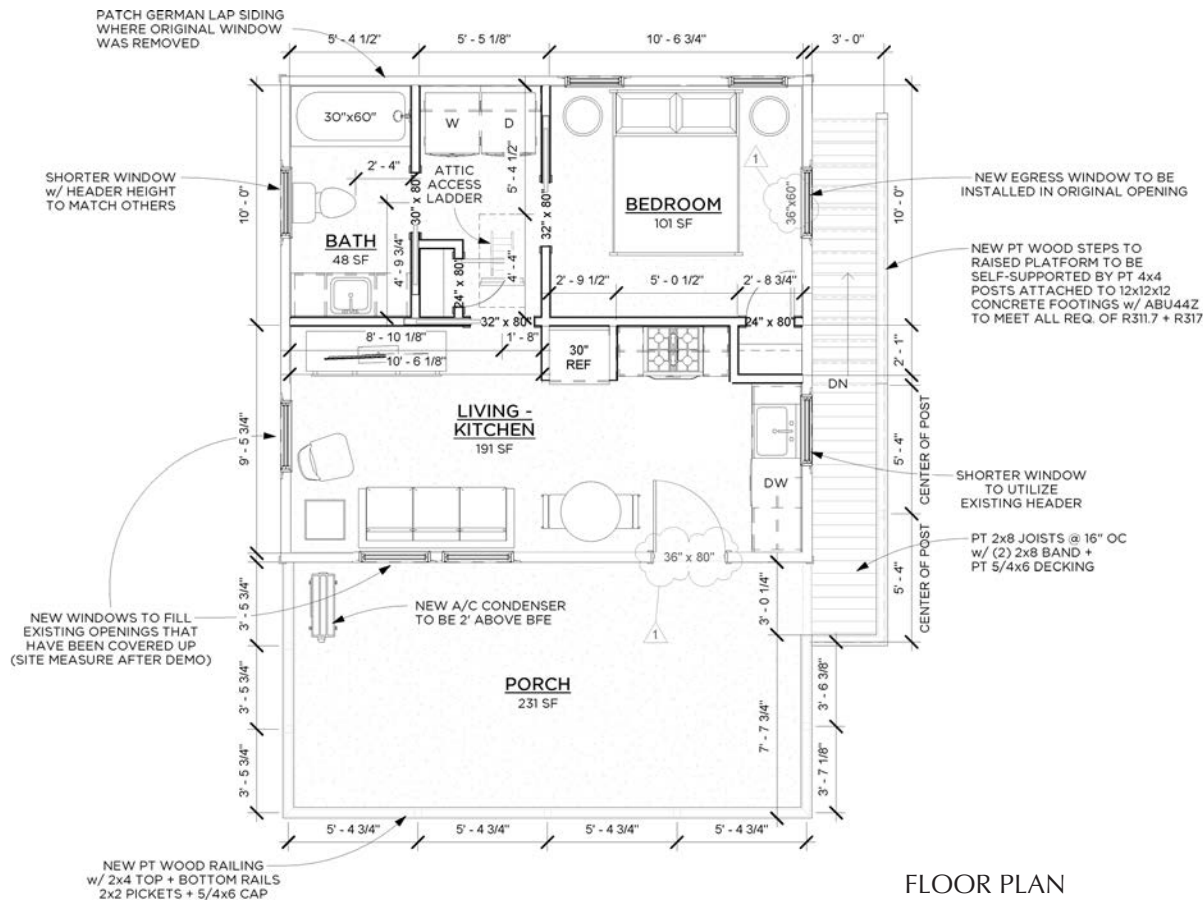 PATCH GERMAN LAP SIDING
WHERE ORIGINAL WINDOW
WAS REMOVED
5' - 4 1/2"
5' - 5 1/8"
10' - 6 3/4"
3' - 0"
30"x60"
W
D
SHORTER WINDOW
w/ HEADER HEIGHT
TO MATCH OTHERS
10' - 0"
2' - 4"
30" x 80"
ATTIC
ACCESS
LADDER
5' - 4 1/2"
32" x 80"
BEDROOM
101 SF
1
36"x60"
10' - 0"
NEW EGRESS WINDOW TO BE
INSTALLED IN ORIGINAL OPENING
BATH
48 SF
4' - 9 3/4"
24" x 80"
4' - 4"
2' - 9 1/2"
5' - 0 1/2"
2' - 8 3/4"
NEW PT WOOD STEPS TO
RAISED PLATFORM TO BE
SELF-SUPPORTED BY PT 4x4
POSTS ATTACHED TO 12x12x12
CONCRETE FOOTINGS w/ ABU44Z
TO MEET ALL REQ. OF R311.7 + R317
32" x 80"
24" x 80"
8' - 10 1/8"
1' - 8"
10' - 6 1/8"
30"
REF
2' - 1"
DN
LIVING -
KITCHEN
191 SF
9' - 5 3/4"
5' - 4"
CENTER OF POST
DW
SHORTER WINDOW
TO UTILIZE
EXISTING HEADER
36" x 80"
PT 2x8 JOISTS @ 16" OC
w/ (2) 2x8 BAND +
PT 5/4x6 DECKING
5' - 4"
CENTER OF POST
NEW WINDOWS TO FILL
EXISTING OPENINGS THAT
HAVE BEEN COVERED UP
(SITE MEASURE AFTER DEMO)
3' - 5 3/4"
NEW A/C CONDENSER
TO BE 2' ABOVE BFE
1
3' - 0 1/4"
PORCH
231 SF
3' - 5 3/4"
3' - 6 3/8"
7' - 7 3/4"
3' - 5 3/4"
3' - 7 1/8"
5' - 4 3/4"
5' - 4 3/4"
5' - 4 3/4"
5' - 4 3/4"
NEW PT WOOD RAILING
w/ 2x4 TOP + BOTTOM RAILS
2x2 PICKETS + 5/4x6 CAP
FLOOR PLAN